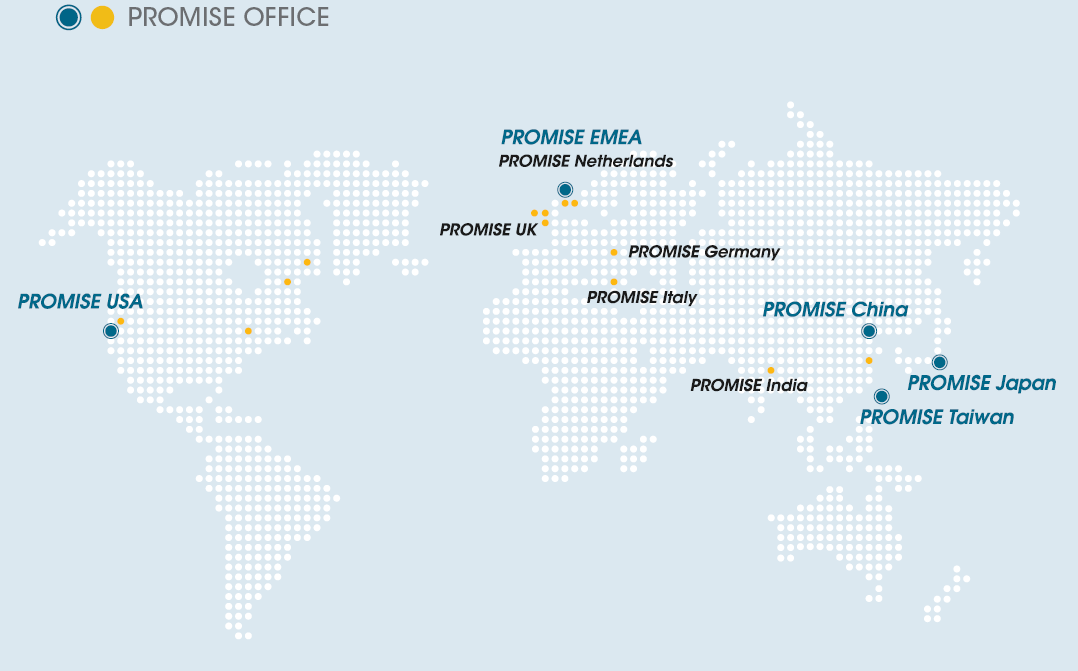 PROMISE OFFICE
PROMISE EMEA
PROMISE Netherlands
PROMISE UK
PROMISE Germany
PROMISE Italy
PROMISE USA
PROMISE China
PROMISE India
PROMISE Japan
PROMISE Taiwan